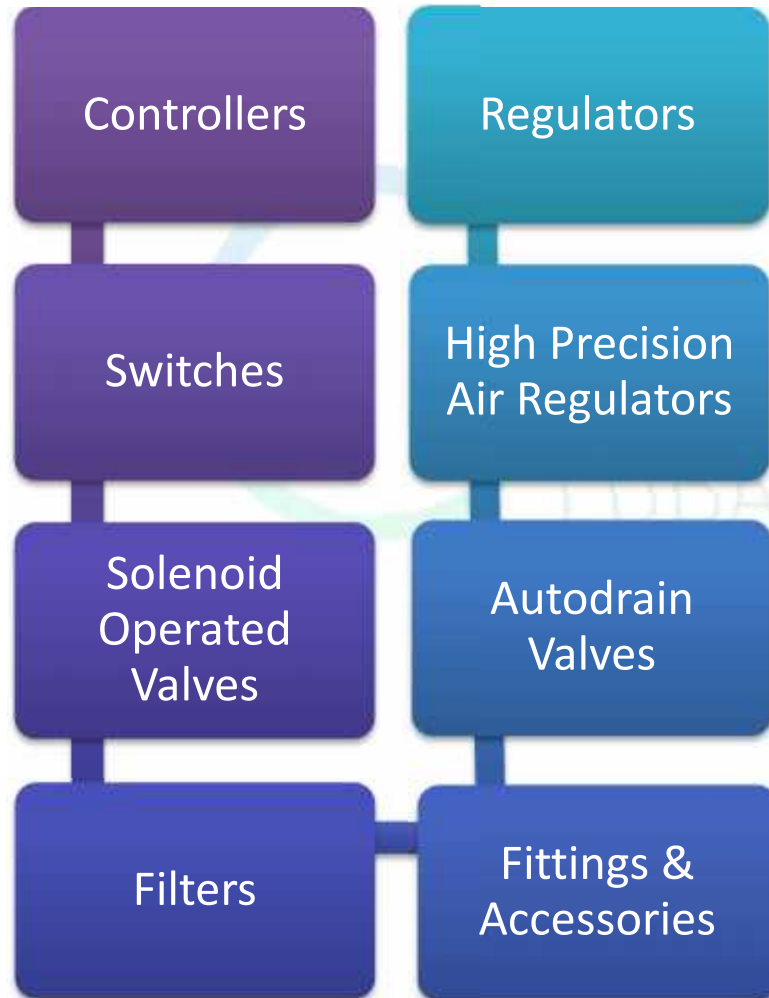 Controllers
Switches
Solenoid
Operated
Valves
Filters
Fittings &
Accessories
Autodrain
Valves
High Precision
Air Regulators
Regulators